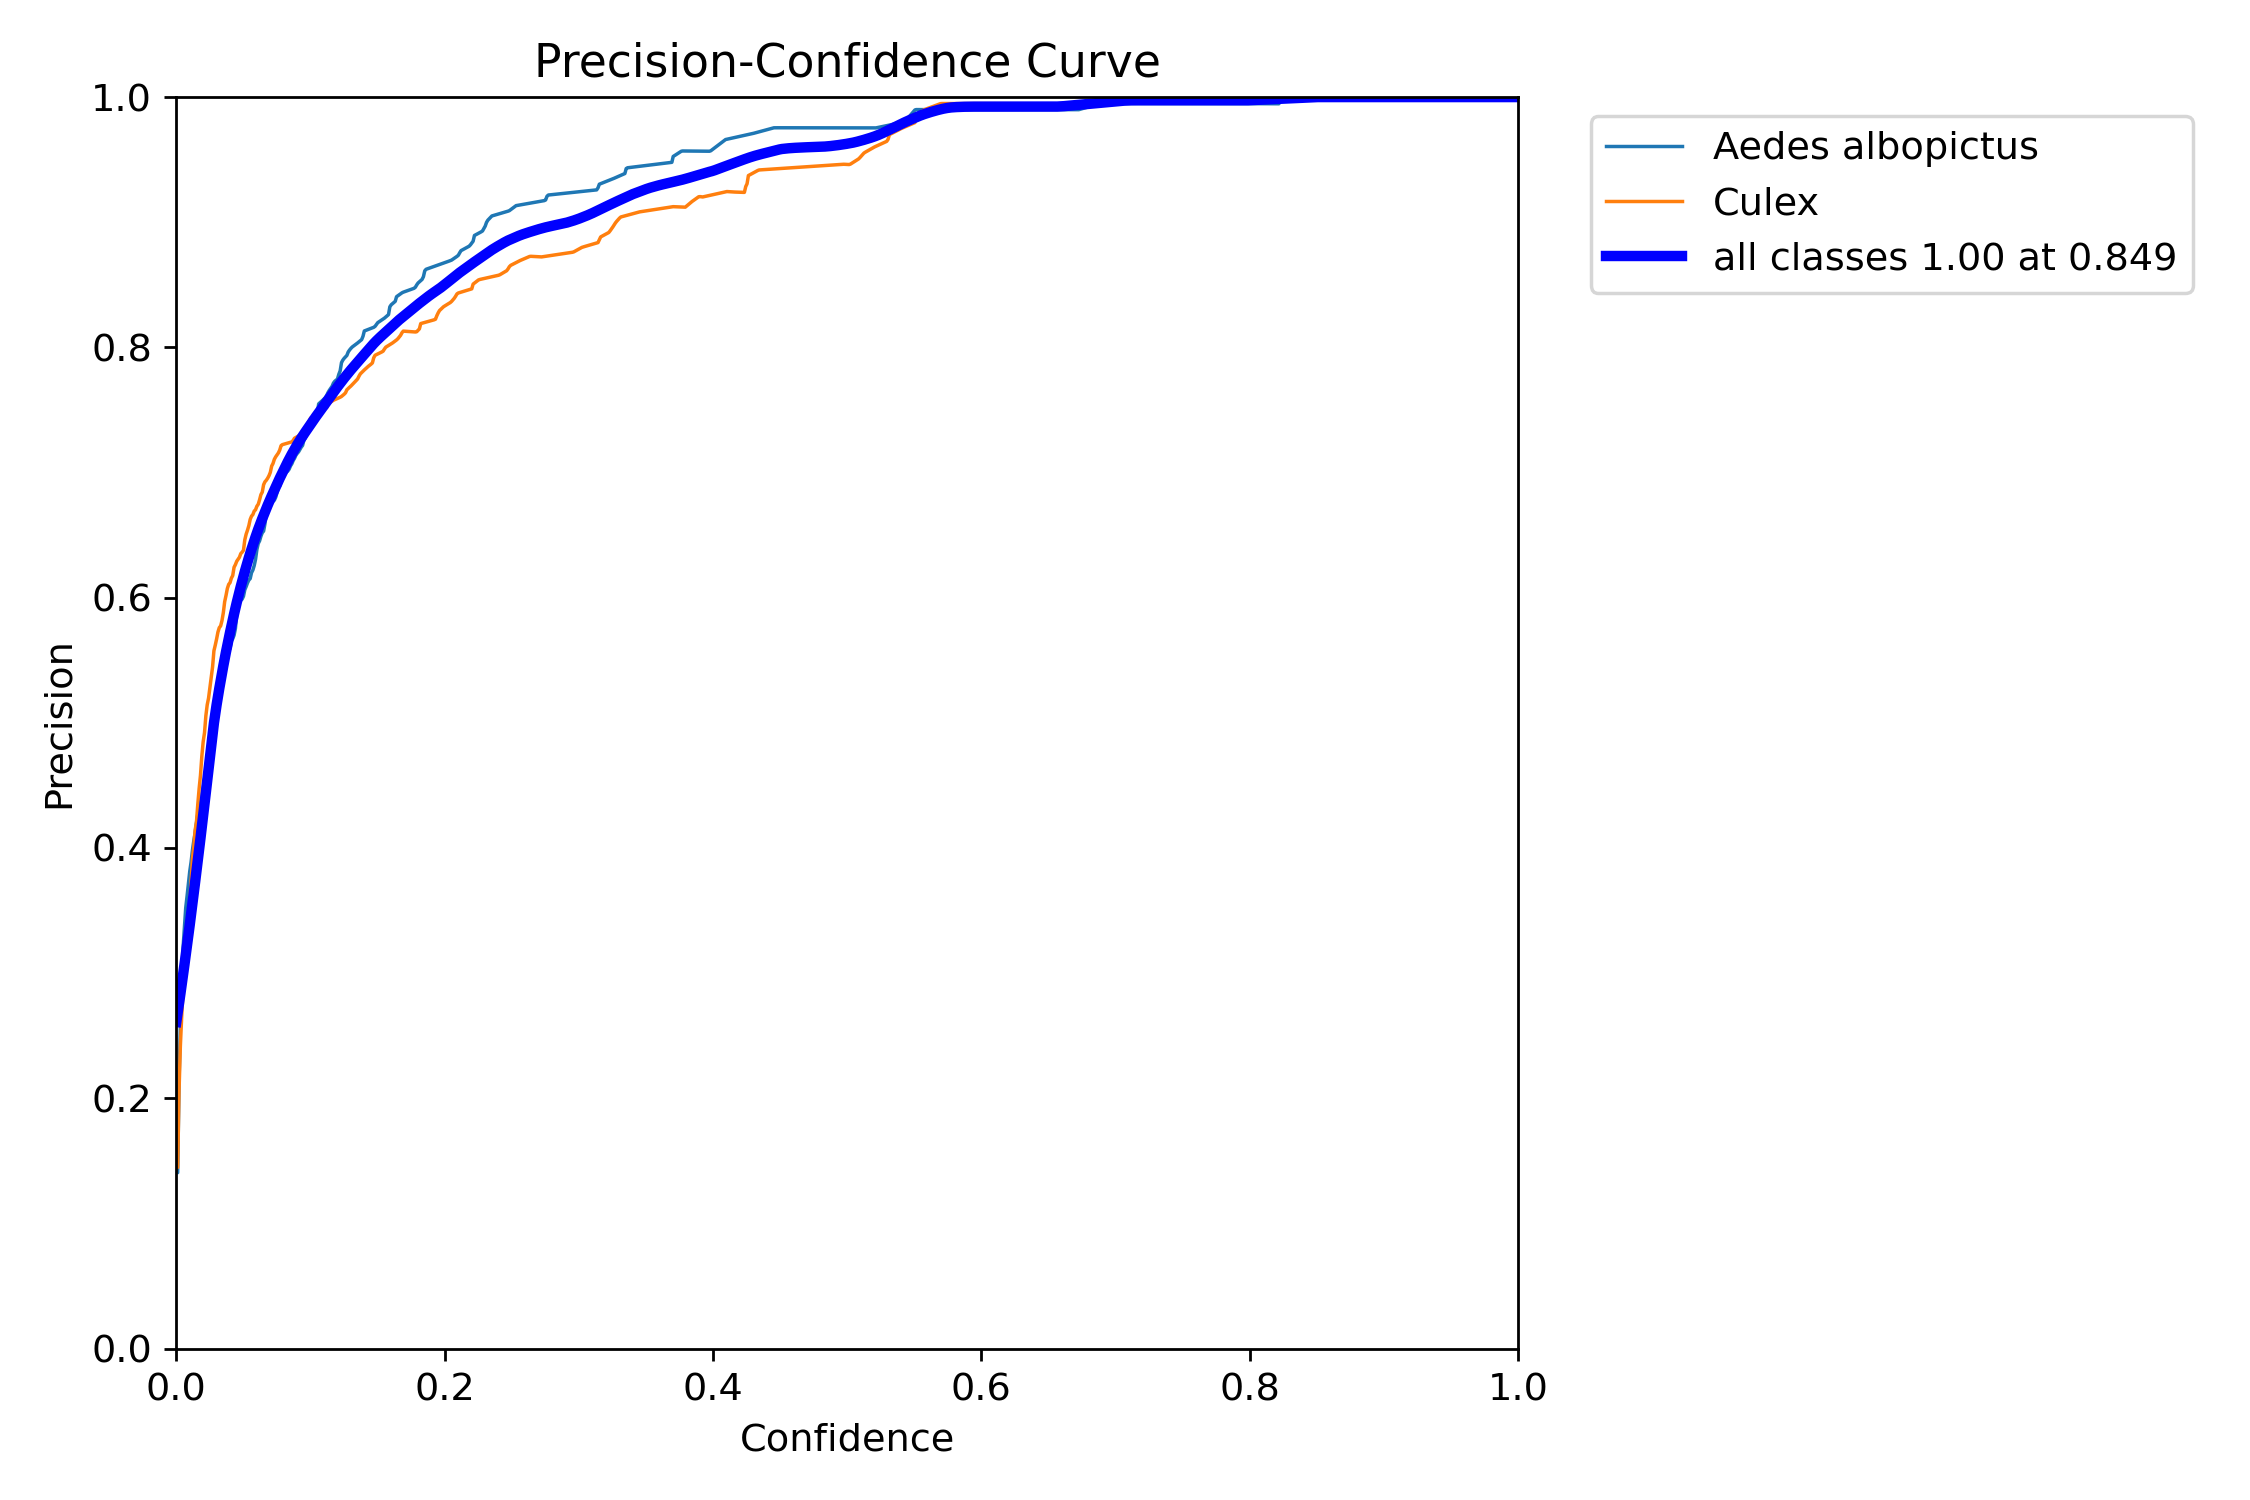 Precision-Confidence Curve
1.0
0.8
0.6
0.4
0.2
0.0
Precision
0.0 0.2 0.4 0.6 0.8 1.0
Confidence
Aedes albopictus
Culex
all classes 1.00 at 0.849